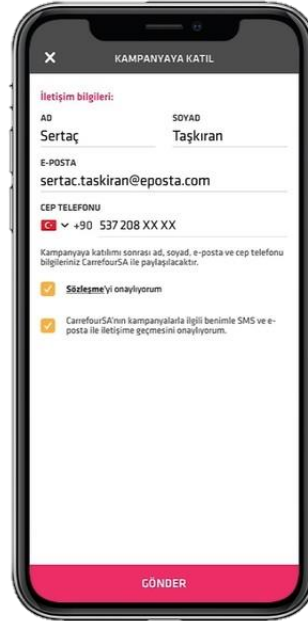 KAMPANYAYA KATIL
İletişim bilgileri:
AD SOYAD
Sertaç Taşkıran
E-POSTA
sertac.taskiran@eposta.com
CEP TELEFONU
+90 537 208 XX XX
Kampanyaya katılımı sonrası ad, soyad, e-posta ve cep telefonu
bilgileriniz CarrefourSA ile paylaşılacaktır.
Sözleşme'yi onaylıyorum
CarrefourSA'nın kampanyalarla ilgili benimle SMS ve e-
posta ile iletişime geçmesini onaylıyorum.
GÖNDER